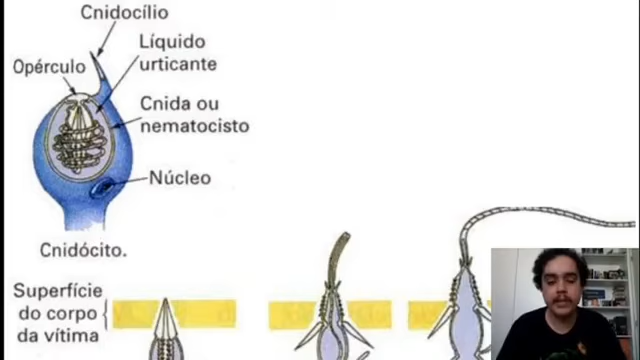 Cnidocílio
Líquido
urticante
Opérculo
Cnida ou
nematocisto
Núcleo
Cnidócito.
Superfície
do corpo
da vítima